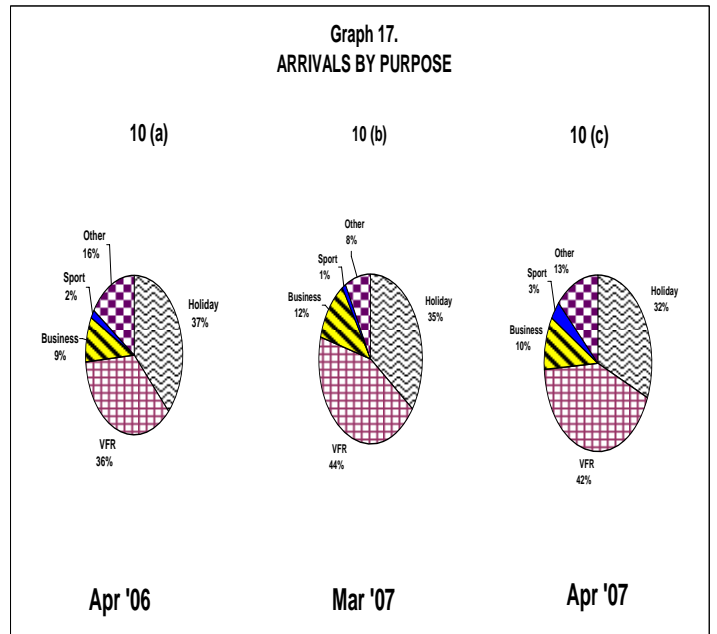 Graph 17.
ARRIVALS BY PURPOSE
10 (a)
10 (b)
10 (c)
Other
16%
Sport
2%
Business
9%
Holiday
37%
VFR
36%
Other
8%
Sport
1%
Business
12%
Holiday
35%
VFR
44%
Other
13%
Sport
3%
Business
10%
Holiday
32%
VFR
42%
Apr '06
Mar '07
Apr '07